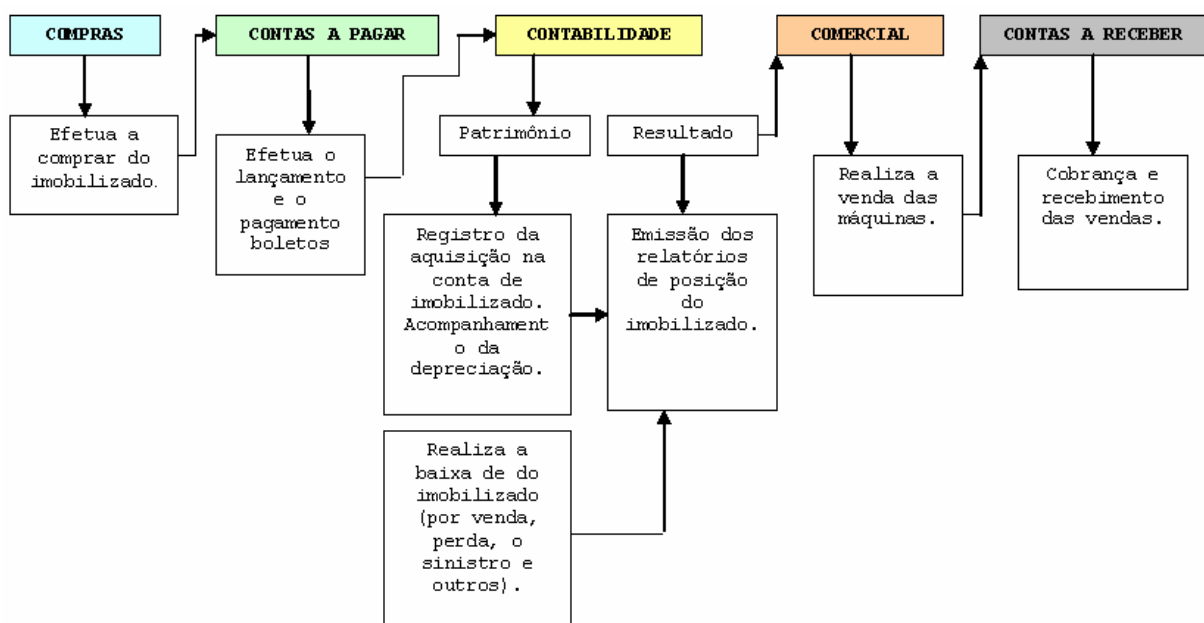 COMPRAS
CONTAS A PAGAR
CONTABILIDADE
COMERCIAL
CONTAS A RECEBER
Efetua a
comprar do
imobilizado.
Efetua o
lançamento
e o
pagamento
boletos
Patrimônio
Resultado
Registro da
aquisição na
conta de
imobilizado.
Acompanhament
o da
depreciação.
Emissão dos
relatórios
de posição
do
imobilizado.
Realiza a
venda das
máquinas.
Cobrança e
recebimento
das vendas.
Realiza a
baixa de do
imobilizado
(por venda,
perda, o
sinistro e
outros).